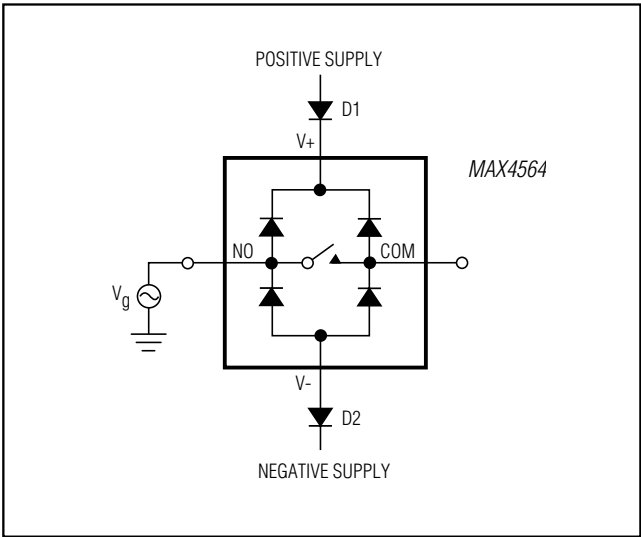 POSITIVE SUPPLY
D1
V+
MAX4564
NO
COM
Vg
V-
D2
NEGATIVE SUPPLY